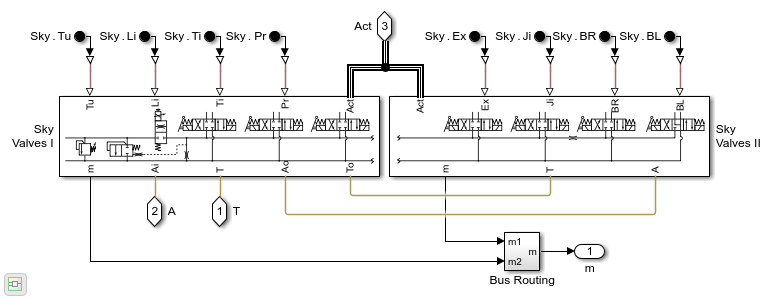 Act 3
Sky.Tu Sky.Li Sky.Ti Sky.Pr Sky.Ex Sky.Ji Sky.BR Sky.BL
Tu Li Ti Pr Act Act Ex Ji BR BL
Sky
Valves I
Sky
Valves II
m Ai T Ao To m T A
2 A 1 T
m1
m2
m
1
m
Bus Routing